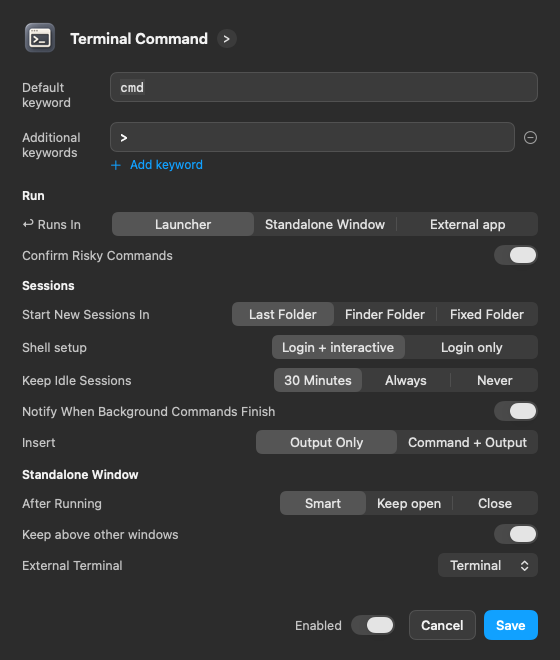 Terminal Command >
Default keyword
cmd
Additional keywords
>
+ Add keyword
Run
↩ Runs In
Launcher
Standalone Window
External app
Confirm Risky Commands
Sessions
Start New Sessions In
Last Folder
Finder Folder
Fixed Folder
Shell setup
Login + interactive
Login only
Keep Idle Sessions
30 Minutes
Always
Never
Notify When Background Commands Finish
Insert
Output Only
Command + Output
Standalone Window
After Running
Smart
Keep open
Close
Keep above other windows
External Terminal
Terminal
Enabled
Cancel
Save